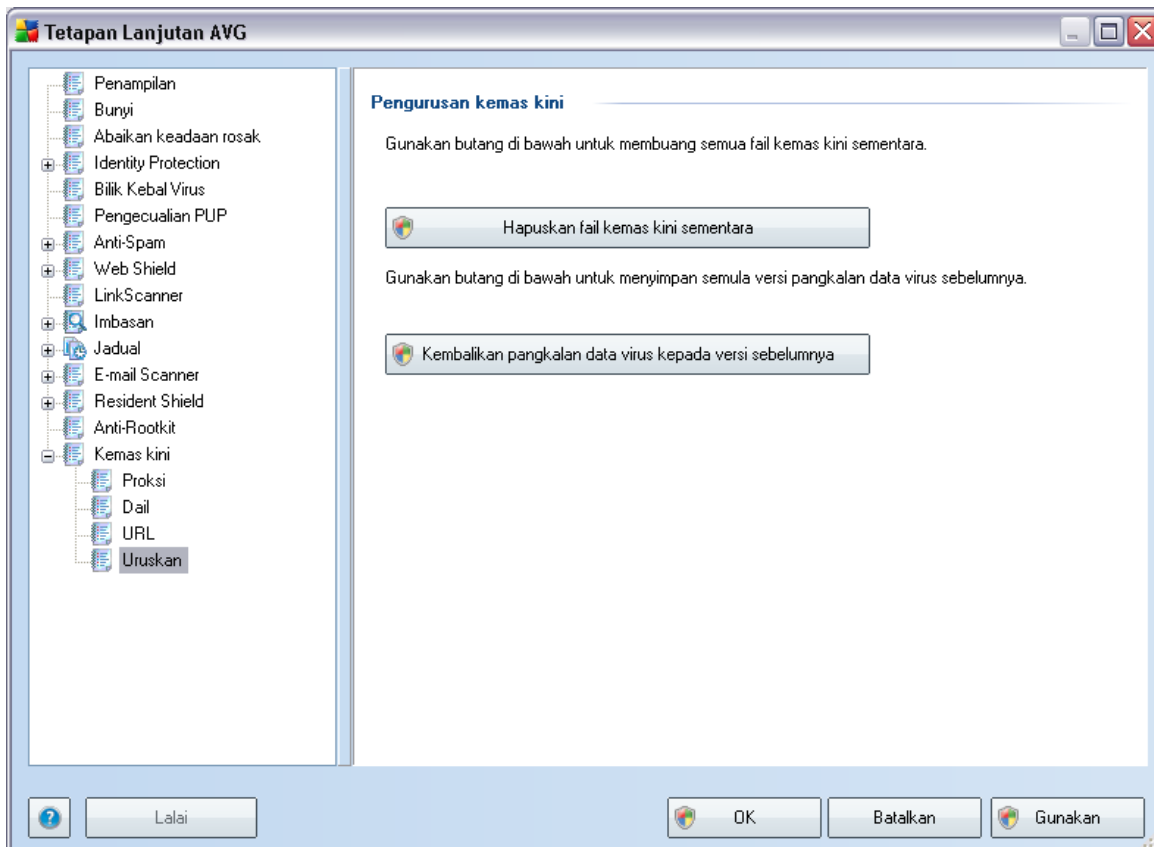 Tetapan Lanjutan AVG
Penampilan
Bunyi
Abaikan keadaan rosak
Identity Protection
Bilik Kebal Virus
Pengecualian PUP
Anti-Spam
Web Shield
LinkScanner
Imbasan
Jadual
E-mail Scanner
Resident Shield
Anti-Rootkit
Kemas kini
Proksi
Dail
URL
Uruskan
Pengurusan kemas kini
Gunakan butang di bawah untuk membuang semua fail kemas kini sementara.
Hapuskan fail kemas kini sementara
Gunakan butang di bawah untuk menyimpan semula versi pangkalan data virus sebelumnya.
Kembalikan pangkalan data virus kepada versi sebelumnya
Lalai
OK
Batalkan
Gunakan